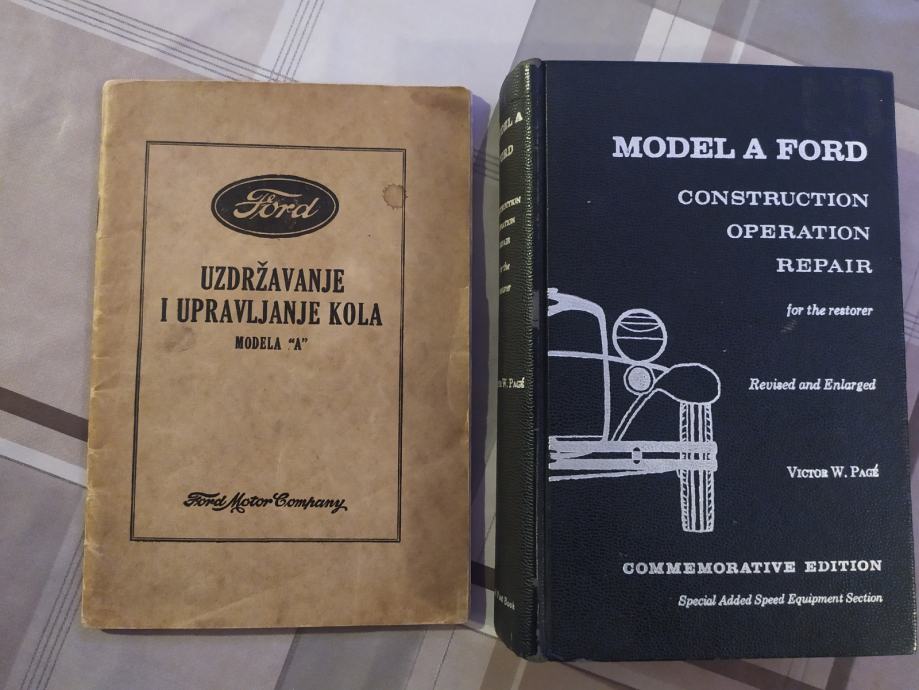 Ford
UZDRŽAVANJE
I UPRAVLJANJE KOLA
MODELA "A"
Ford Motor Company
MODEL A FORD
CONSTRUCTION
OPERATION
REPAIR
for the restorer
Revised and Enlarged
VICTOR W. PAGÉ
COMMEMORATIVE EDITION
Special Added Speed Equipment Section